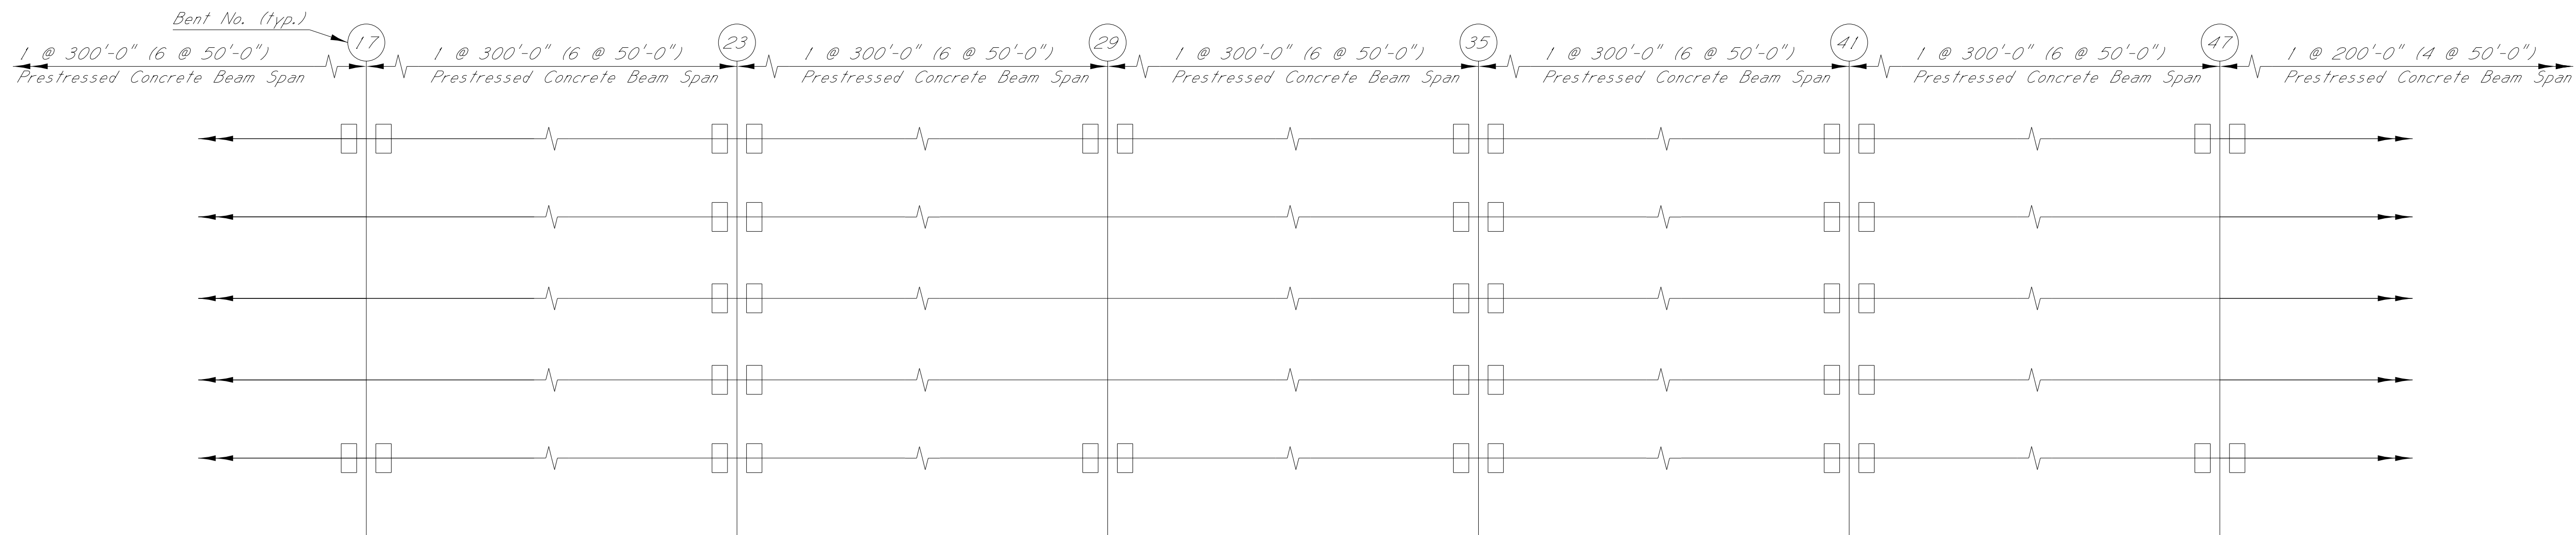 Bent No. (typ.)
17
23
29
35
41
47
1 @ 300'-0" (6 @ 50'-0")
Prestressed Concrete Beam Span
1 @ 300'-0" (6 @ 50'-0")
Prestressed Concrete Beam Span
1 @ 300'-0" (6 @ 50'-0")
Prestressed Concrete Beam Span
1 @ 300'-0" (6 @ 50'-0")
Prestressed Concrete Beam Span
1 @ 300'-0" (6 @ 50'-0")
Prestressed Concrete Beam Span
1 @ 300'-0" (6 @ 50'-0")
Prestressed Concrete Beam Span
1 @ 200'-0" (4 @ 50'-0")
Prestressed Concrete Beam Span